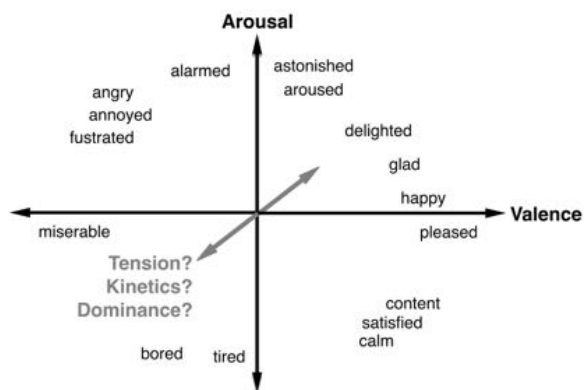 Arousal
alarmed
astonished
aroused
angry
annoyed
fustrated
delighted
glad
happy
Valence
miserable
pleased
Tension?
Kinetics?
Dominance?
content
satisfied
calm
bored
tired